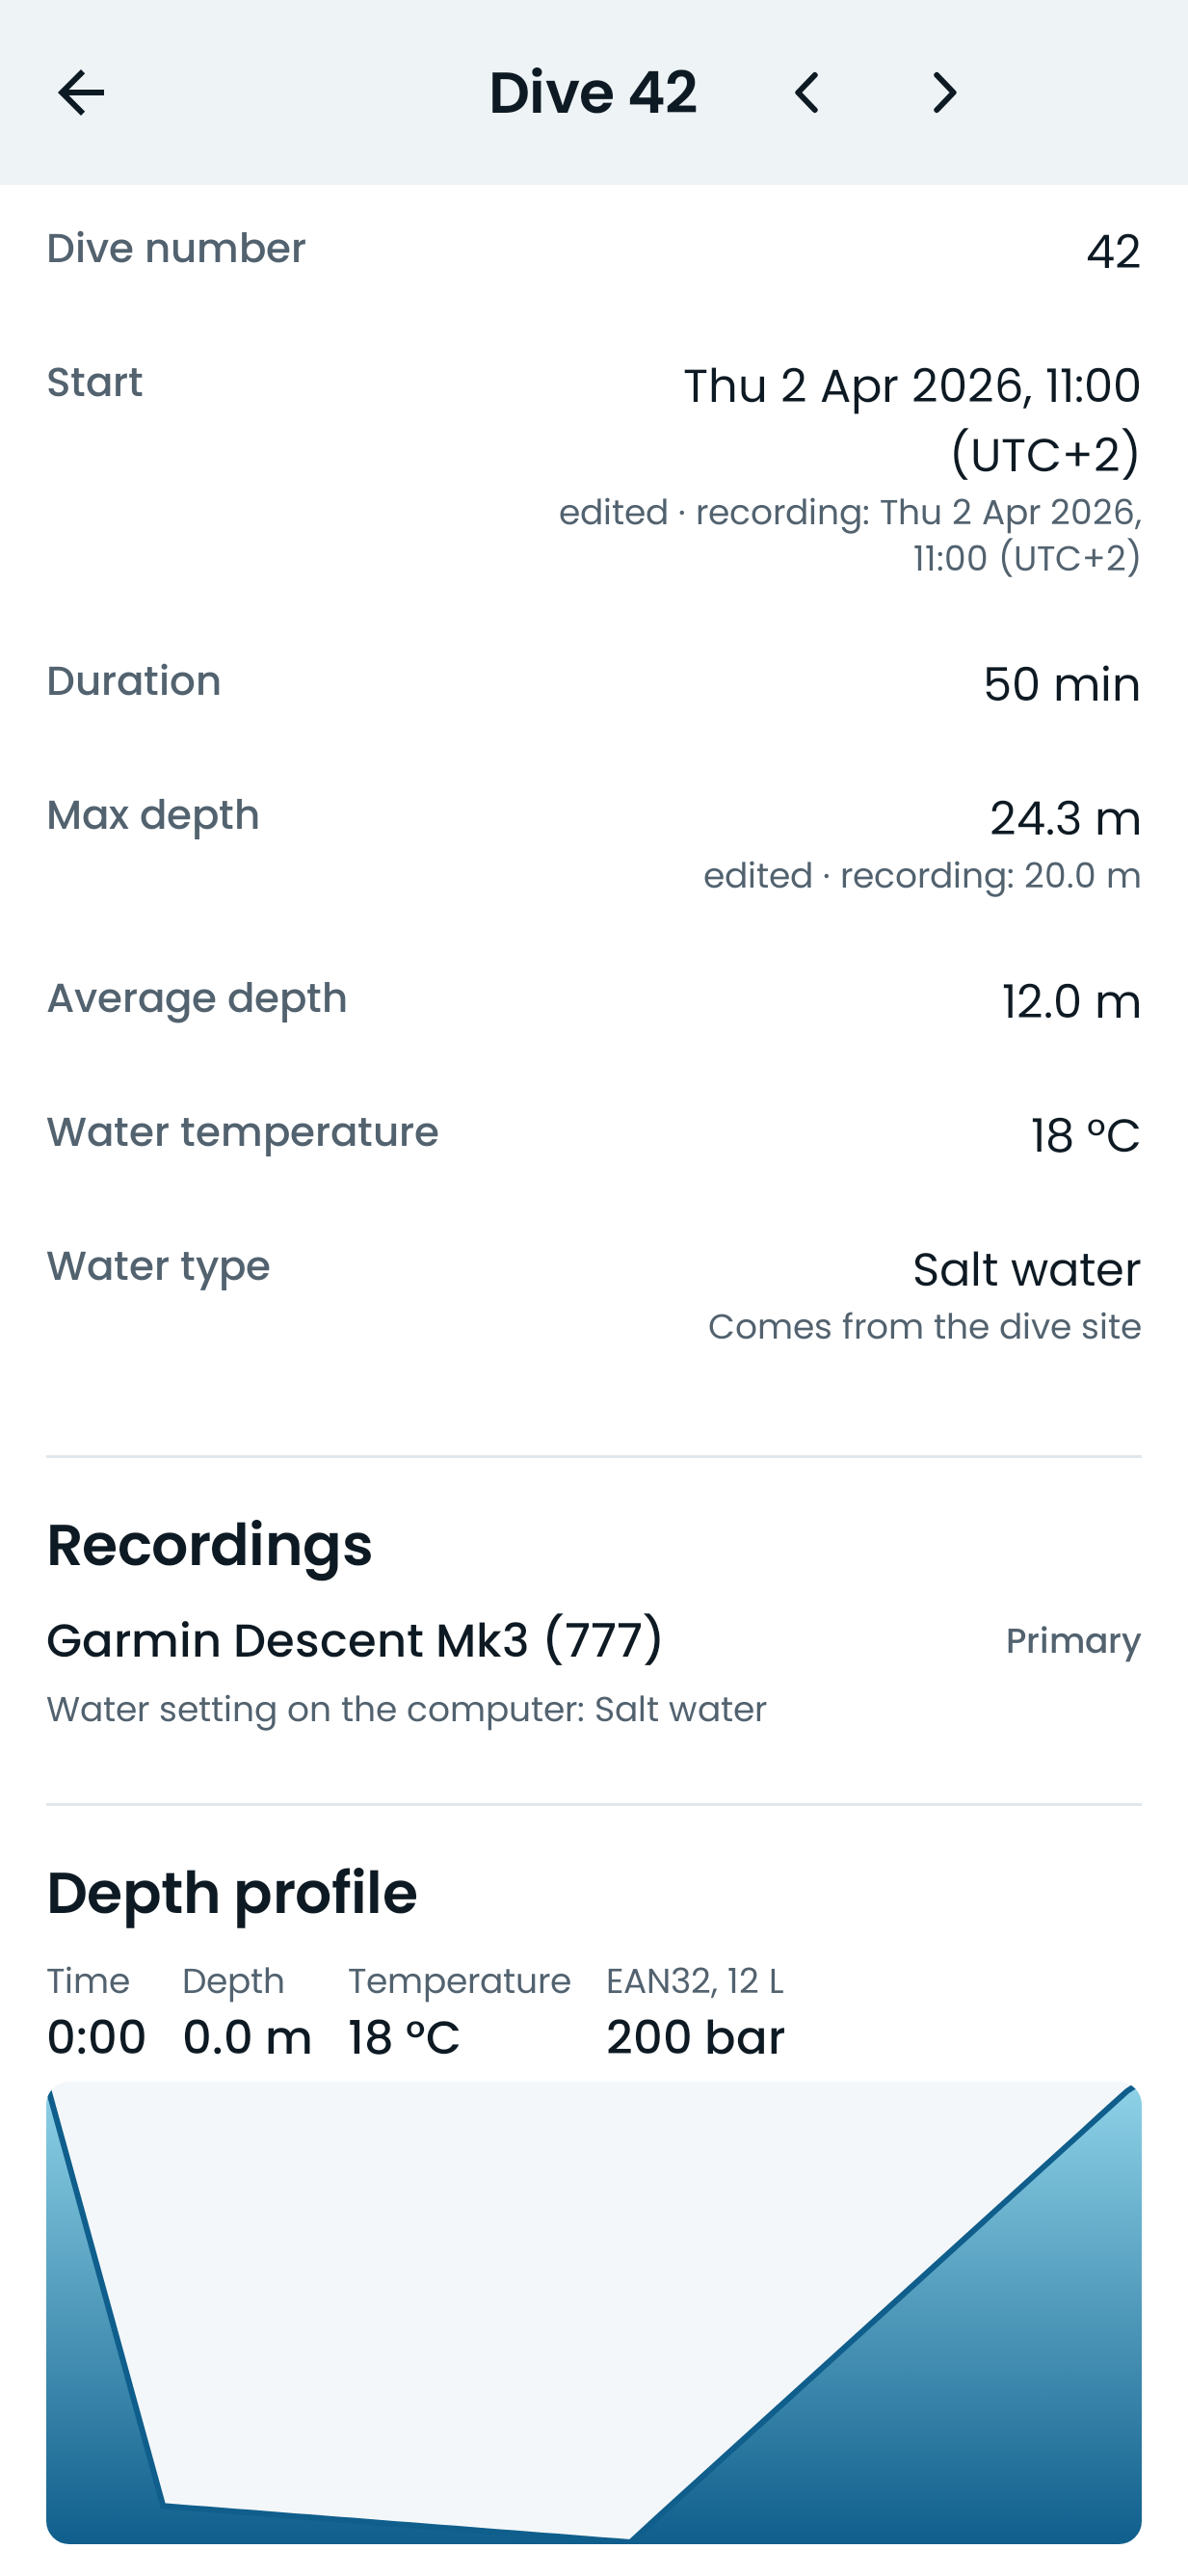 Dive 42
Dive number
42
Start
Thu 2 Apr 2026, 11:00
(UTC+2)
edited · recording: Thu 2 Apr 2026,
11:00 (UTC+2)
Duration
50 min
Max depth
24.3 m
edited · recording: 20.0 m
Average depth
12.0 m
Water temperature
18 °C
Water type
Salt water
Comes from the dive site
Recordings
Garmin Descent Mk3 (777)
Primary
Water setting on the computer: Salt water
Depth profile
Time Depth Temperature EAN32, 12 L
0:00 0.0 m 18 °C 200 bar